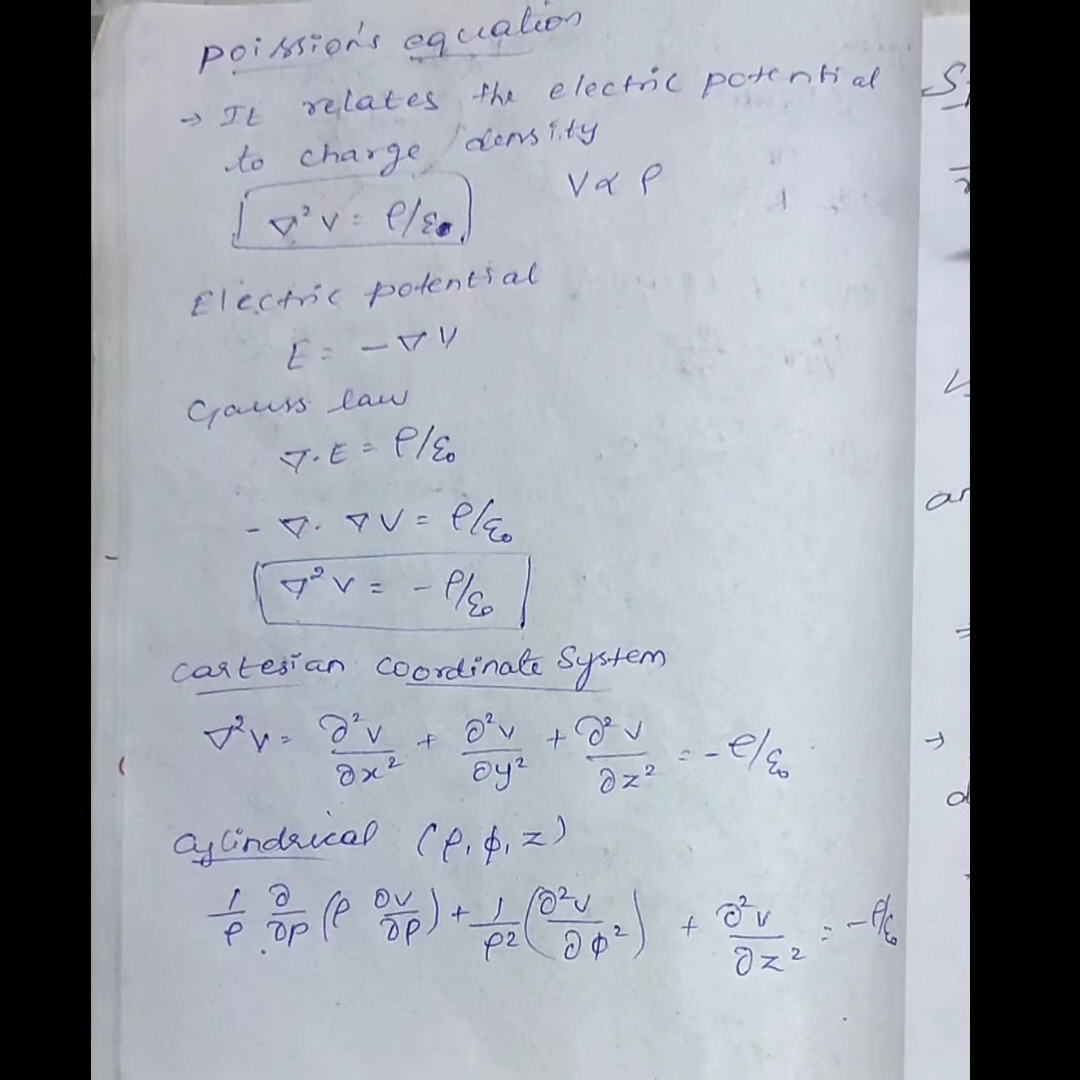 poission's equation
→ It relates the electric potential
to charge density
V ∝ ρ
∇²V = ρ/ε₀
Electric potential
E = -∇V
Gauss law
∇.E = ρ/ε₀
-∇.∇V = ρ/ε₀
∇²V = -ρ/ε₀
cartesian coordinate System
∇²V = ∂²V/∂x² + ∂²V/∂y² + ∂²V/∂z² = -ρ/ε₀
Cylindrical (ρ, φ, z)
1/ρ ∂/∂ρ (ρ ∂V/∂ρ) + 1/ρ² (∂²V/∂φ²) + ∂²V/∂z² = -ρ/ε₀